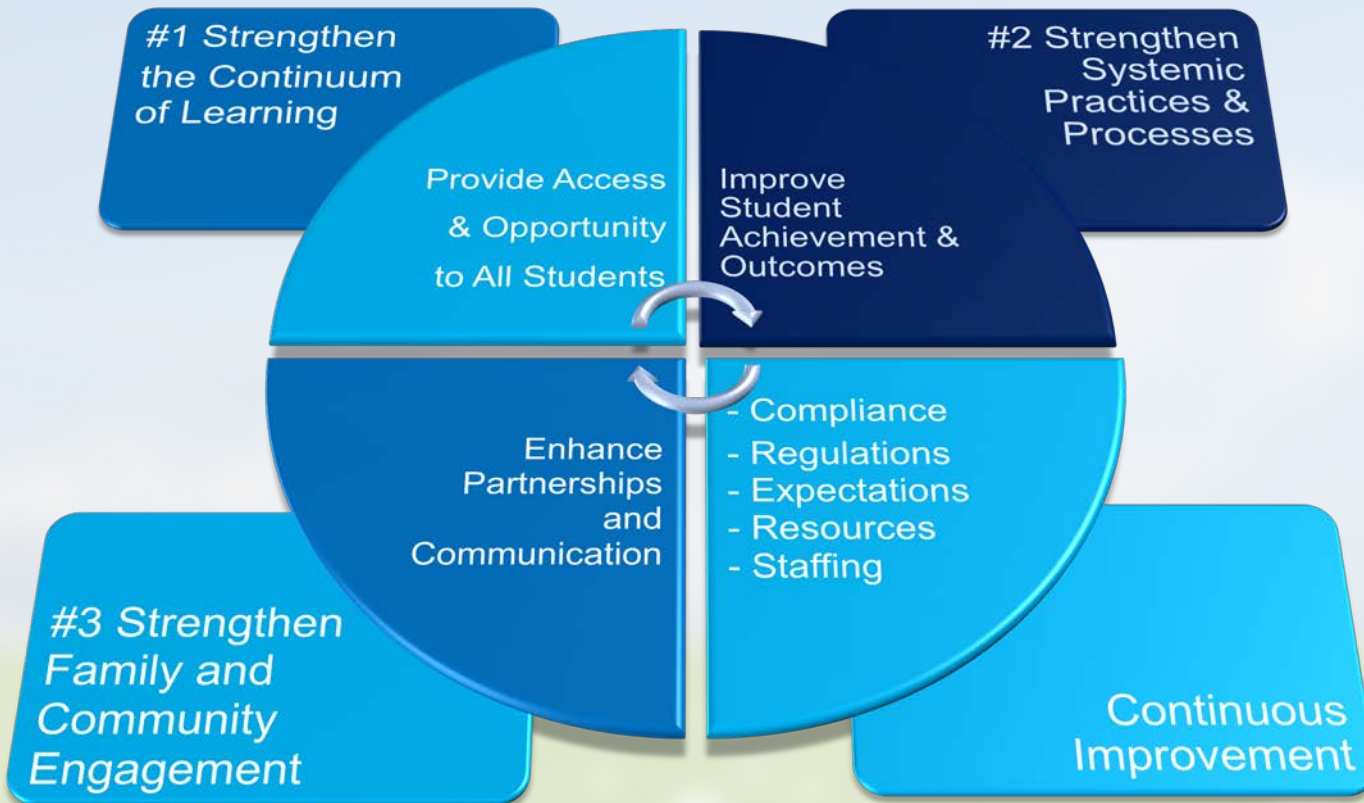 #1 Strengthen
the Continuum
of Learning
#2 Strengthen
Systemic
Practices &
Processes
Provide Access
& Opportunity
to All Students
Improve
Student
Achievement &
Outcomes
Enhance
Partnerships
and
Communication
- Compliance
- Regulations
- Expectations
- Resources
- Staffing
#3 Strengthen
Family and
Community
Engagement
Continuous
Improvement